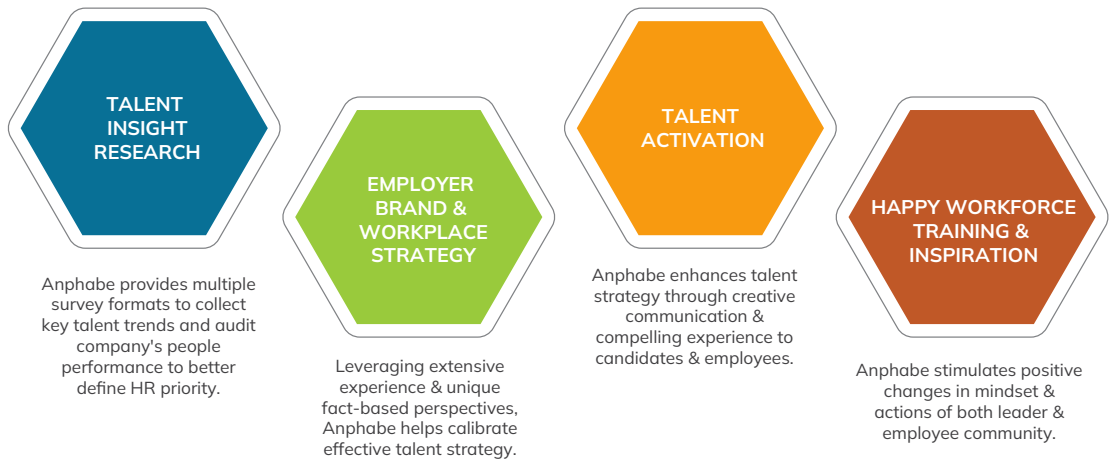 TALENT
INSIGHT
RESEARCH
Anphabe provides multiple
survey formats to collect
key talent trends and audit
company's people
performance to better
define HR priority.
EMPLOYER
BRAND &
WORKPLACE
STRATEGY
Leveraging extensive
experience & unique
fact-based perspectives,
Anphabe helps calibrate
effective talent strategy.
TALENT
ACTIVATION
Anphabe enhances talent
strategy through creative
communication &
compelling experience to
candidates & employees.
HAPPY WORKFORCE
TRAINING &
INSPIRATION
Anphabe stimulates positive
changes in mindset &
actions of both leader &
employee community.